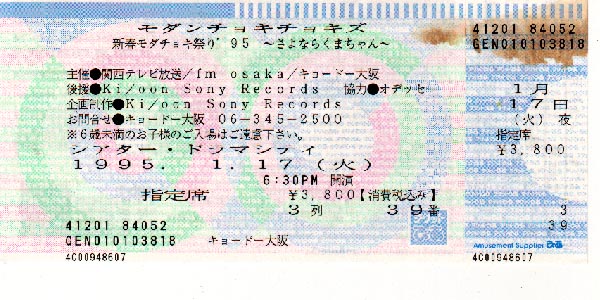 モダンチョキチョキズ
新春モダチョキ祭り'95 ～さよならくまちゃん～
主催●関西テレビ放送/fm osaka/キョードー大阪
後援●Ki/oon Sony Records 協力●オデッセー
企画制作●Ki/oon Sony Records
お問合せ●キョードー大阪 06-345-2500
※6歳未満のお子様のご入場はご遠慮下さい。
シアター・ドラマシティ
1995. 1. 17 (火)
6:30PM 開演
指定席 ¥3,800【消費税込み】
3列 39番
41201 84052
GEN010103818 キョードー大阪
4C00948607
41201 84052
GEN010103818
1月
17日
(火) 夜
指定席
¥3,800
3
39
Amusement Supplier ぴあ
4C00948607